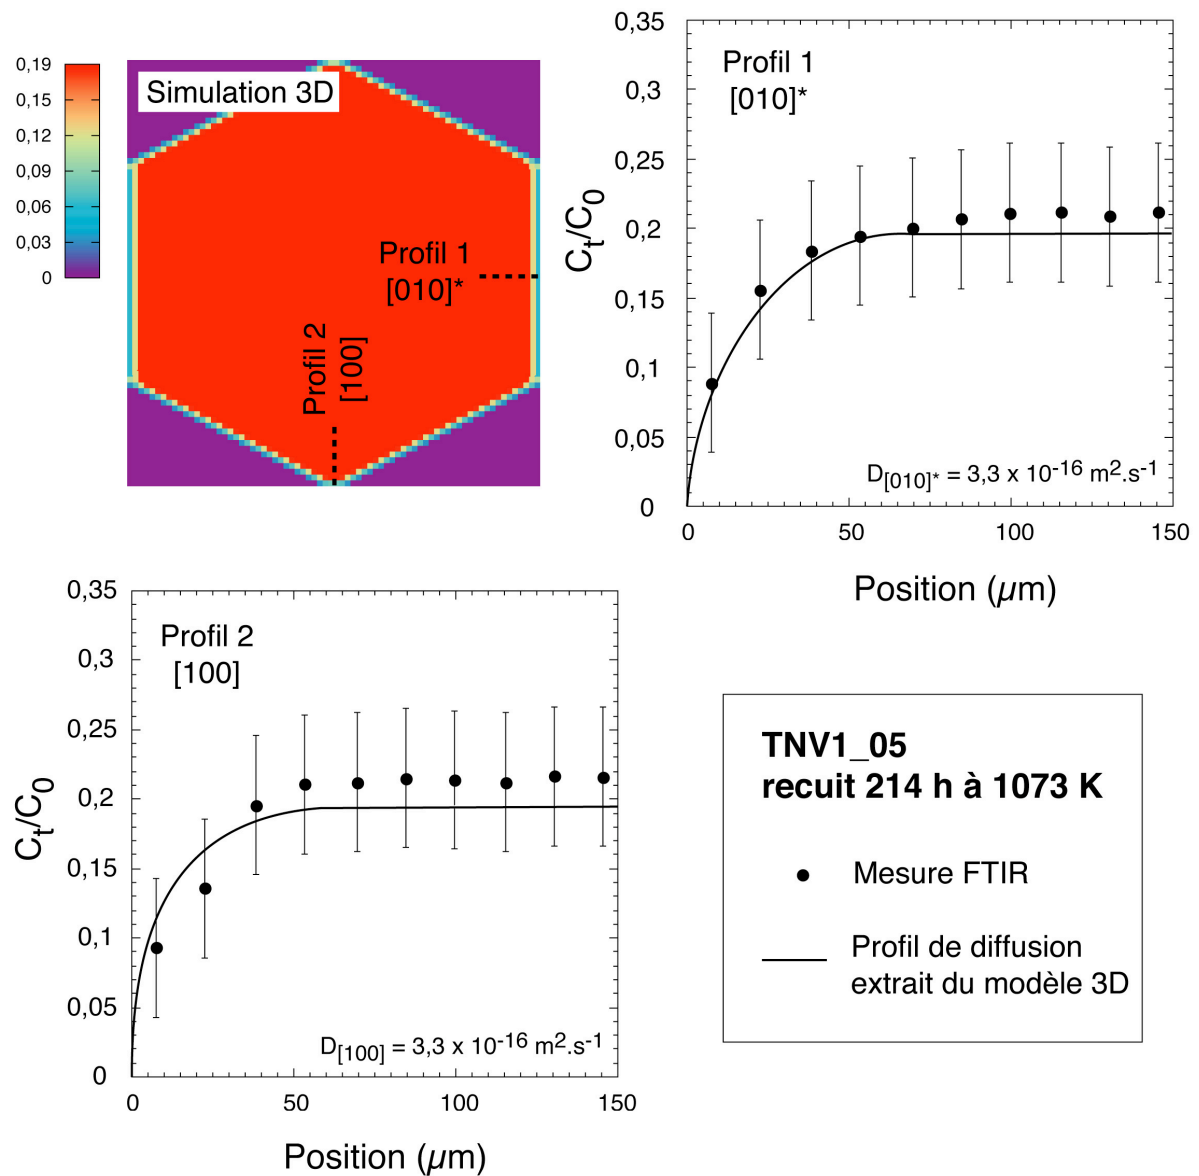 0,19
0,15
0,12
0,09
0,06
0,03
0
Simulation 3D
Profil 1
[010]*
Profil 2
[100]
0,35
0,3
0,25
0,2
0,15
0,1
0,05
0
Ct/C0
Profil 1
[010]*
D[010]* = 3,3 x 10-16 m2.s-1
0
50
100
150
Position (µm)
0,35
0,3
0,25
0,2
0,15
0,1
0,05
0
Ct/C0
Profil 2
[100]
D[100] = 3,3 x 10-16 m2.s-1
0
50
100
150
Position (µm)
TNV1_05
recuit 214 h à 1073 K
Mesure FTIR
Profil de diffusion
extrait du modèle 3D